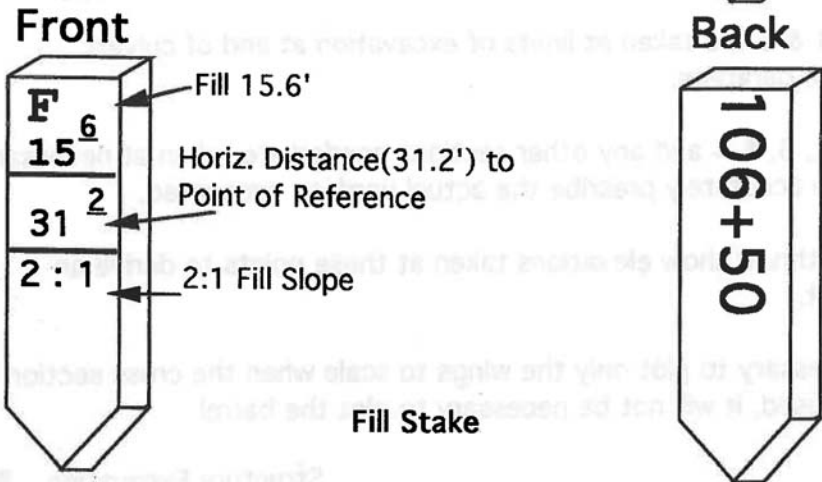 Front
F
15 6
31 2
2 : 1
Fill 15.6'
Horiz. Distance(31.2') to
Point of Reference
2:1 Fill Slope
Fill Stake
Back
106+50